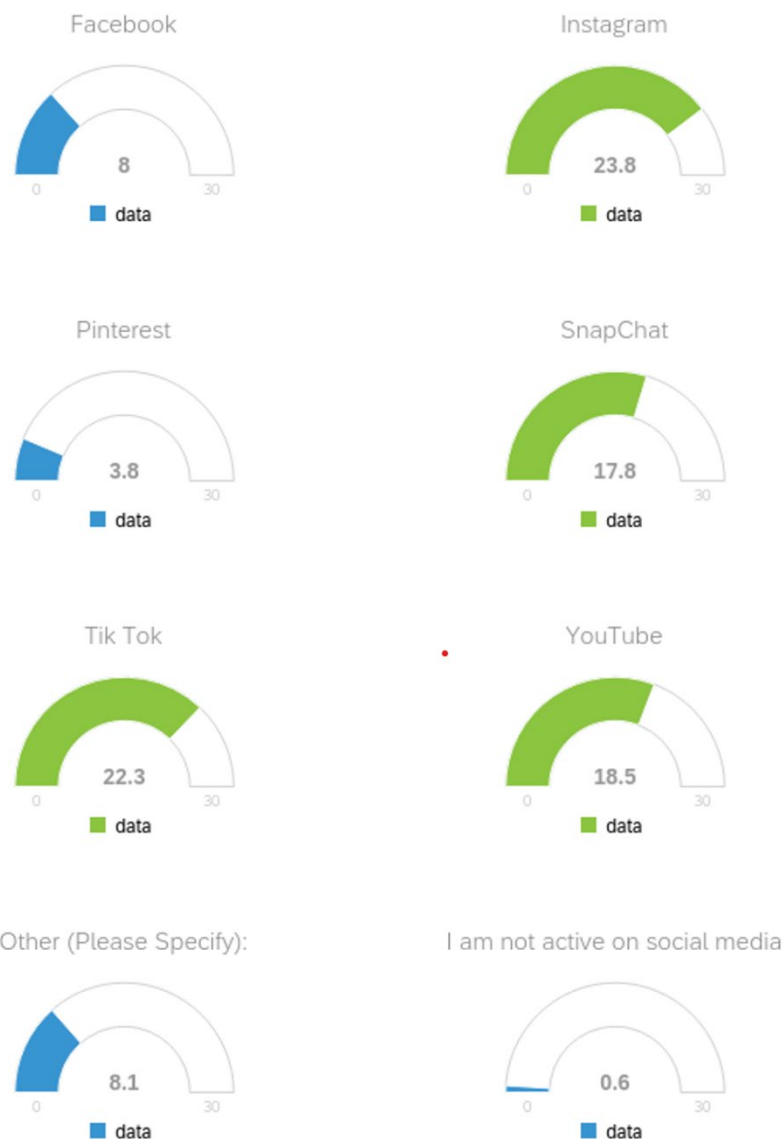 Facebook
Instagram
8
23.8
0 30
0 30
data
data
Pinterest
SnapChat
3.8
17.8
0 30
0 30
data
data
Tik Tok
YouTube
22.3
18.5
0 30
0 30
data
data
Other (Please Specify):
I am not active on social media
8.1
0.6
0 30
0 30
data
data